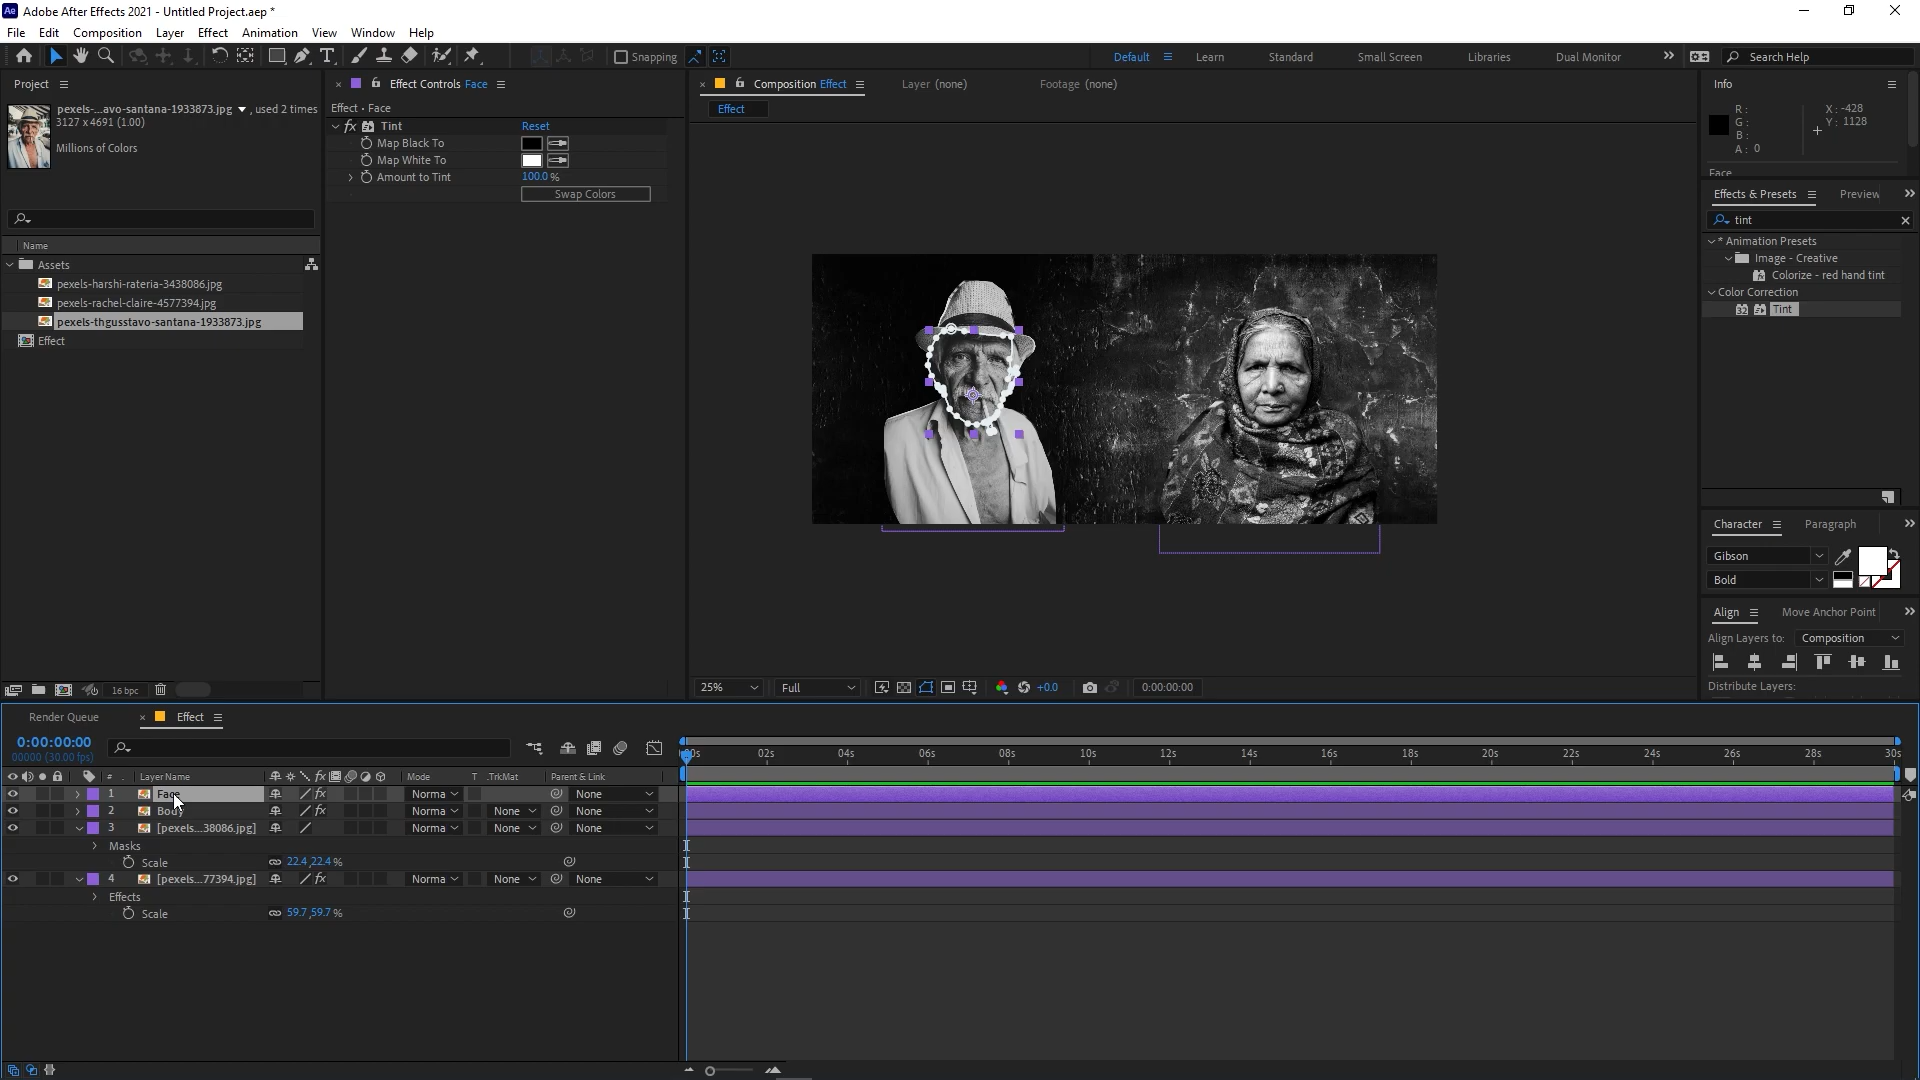 Ae Adobe After Effects 2021 - Untitled Project.aep *
File Edit Composition Layer Effect Animation View Window Help
Snapping
Default Learn Standard Small Screen Libraries Dual Monitor Search Help
Project
pexels-...avo-santana-1933873.jpg , used 2 times
3127 x 4691 (1.00)
Millions of Colors
Name
Assets
pexels-harshi-rateria-3438086.jpg
pexels-rachel-claire-4577394.jpg
pexels-thgusstavo-santana-1933873.jpg
Effect
16 bpc
Effect Controls Face
Effect • Face
fx Tint Reset
Map Black To
Map White To
Amount to Tint 100.0 %
Swap Colors
Composition Effect Layer (none) Footage (none)
Effect
25% Full +0.0 0:00:00:00
Info
R : X : -428
G : Y : 1128
B :
A : 0
Face
Effects & Presets Preview
tint
* Animation Presets
Image - Creative
Colorize - red hand tint
Color Correction
32 Tint
Character Paragraph
Gibson
Bold
Align Move Anchor Point
Align Layers to: Composition
Distribute Layers:
Render Queue Effect
0:00:00:00
00000 (30.00 fps)
# Layer Name fx Mode T .TrkMat Parent & Link
1 Face fx Norma None
2 Body fx Norma None None
3 [pexels...38086.jpg] Norma None None
Masks
Scale 22.4,22.4 %
4 [pexels...77394.jpg] fx Norma None None
Effects
Scale 59.7,59.7 %
02s 04s 06s 08s 10s 12s 14s 16s 18s 20s 22s 24s 26s 28s 30s